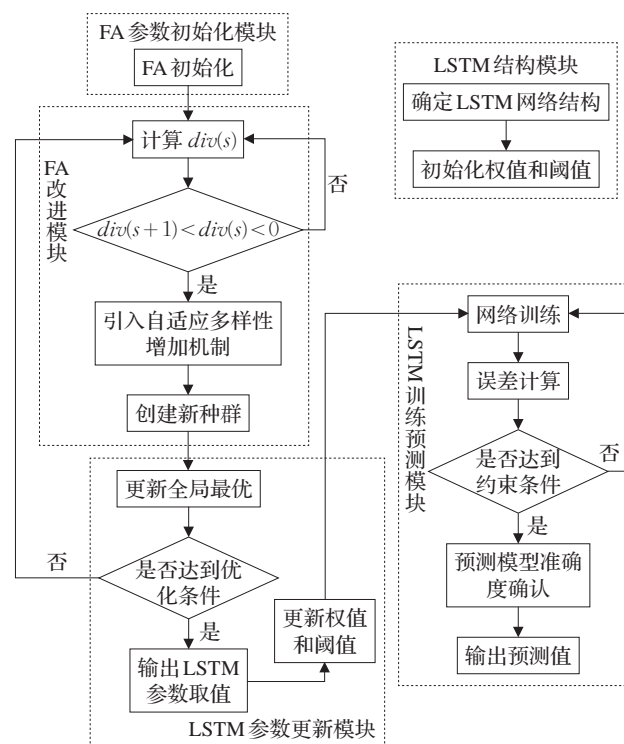 FA参数初始化模块
FA初始化
计算 div(s)
否
div(s+1)<div(s)<0
FA改进模块
是
引入自适应多样性
增加机制
创建新种群
更新全局最优
否
是否达到优
化条件
是
输出LSTM
参数取值
更新权值
和阈值
LSTM参数更新模块
LSTM结构模块
确定LSTM网络结构
初始化权值和阈值
网络训练
误差计算
LSTM训练预测模块
否
是否达到
约束条件
是
预测模型准确
度确认
输出预测值